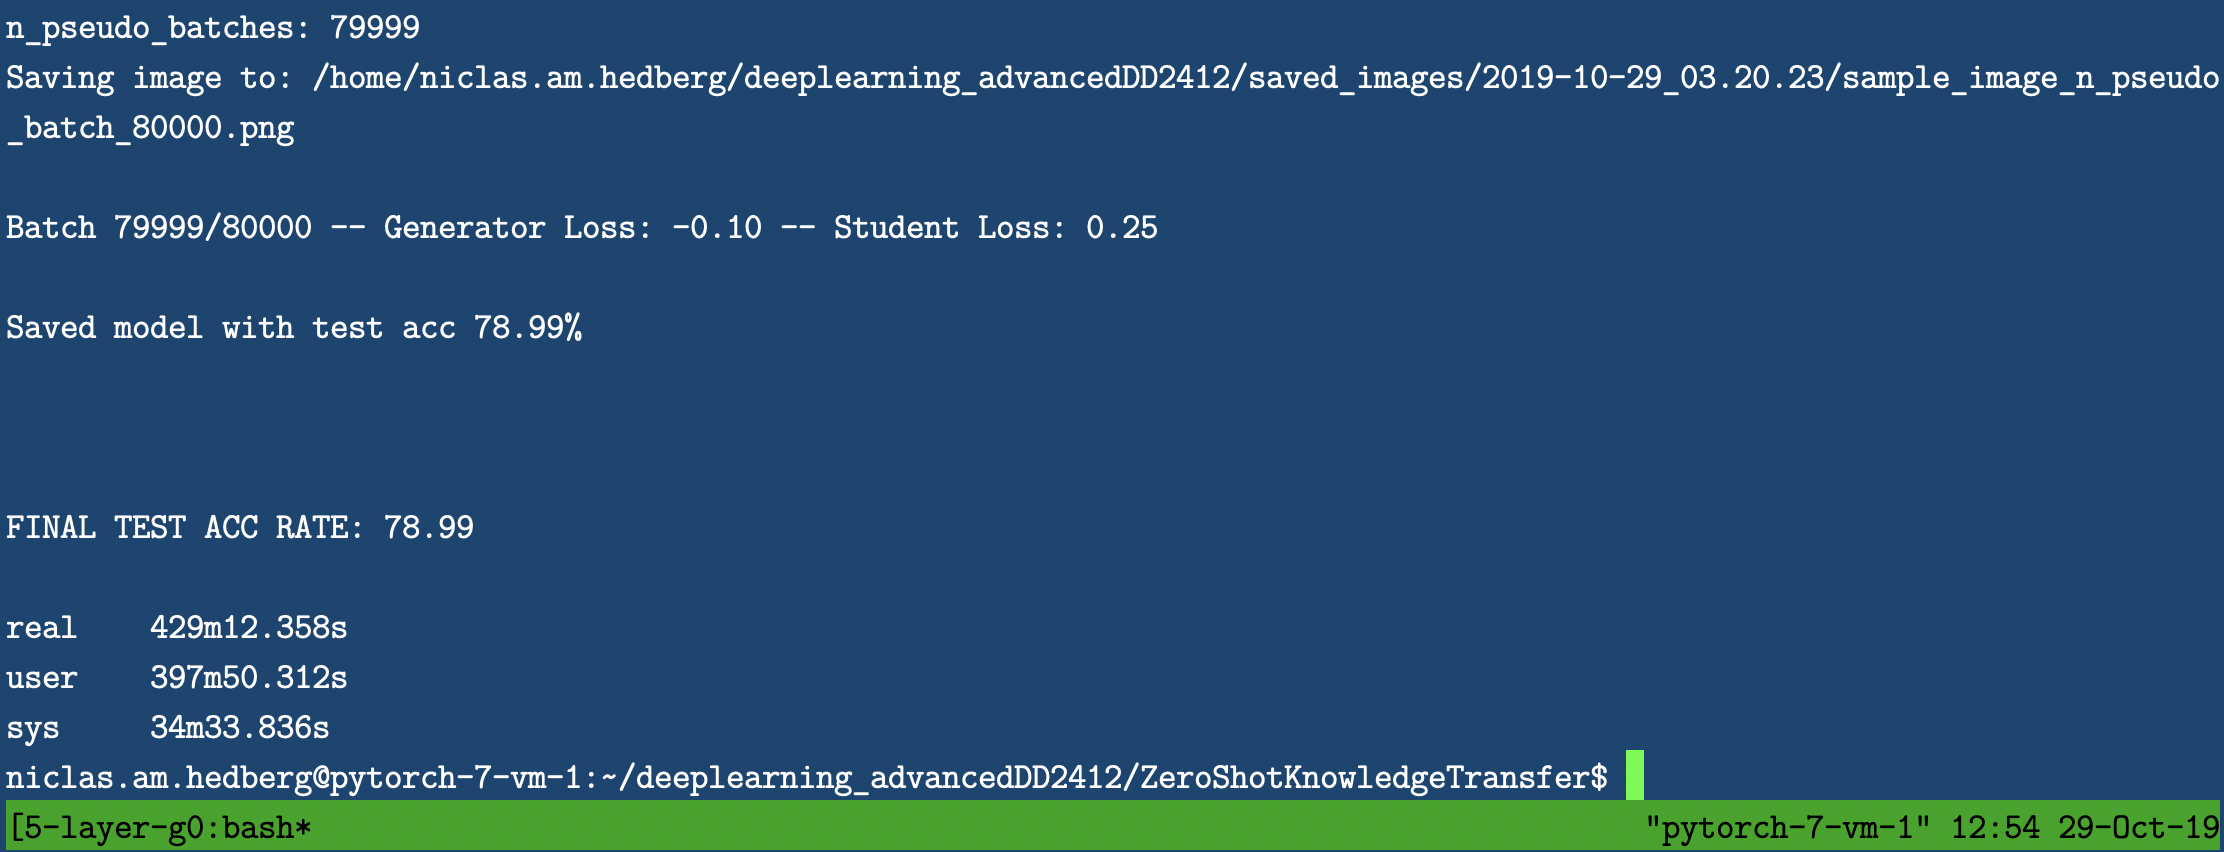 n_pseudo_batches: 79999
Saving image to: /home/niclas.am.hedberg/deeplearning_advancedDD2412/saved_images/2019-10-29_03.20.23/sample_image_n_pseudo
_batch_80000.png
Batch 79999/80000 -- Generator Loss: -0.10 -- Student Loss: 0.25
Saved model with test acc 78.99%
FINAL TEST ACC RATE: 78.99
real    429m12.358s
user    397m50.312s
sys     34m33.836s
niclas.am.hedberg@pytorch-7-vm-1:~/deeplearning_advancedDD2412/ZeroShotKnowledgeTransfer$
[5-layer-g0:bash* "pytorch-7-vm-1" 12:54 29-Oct-19